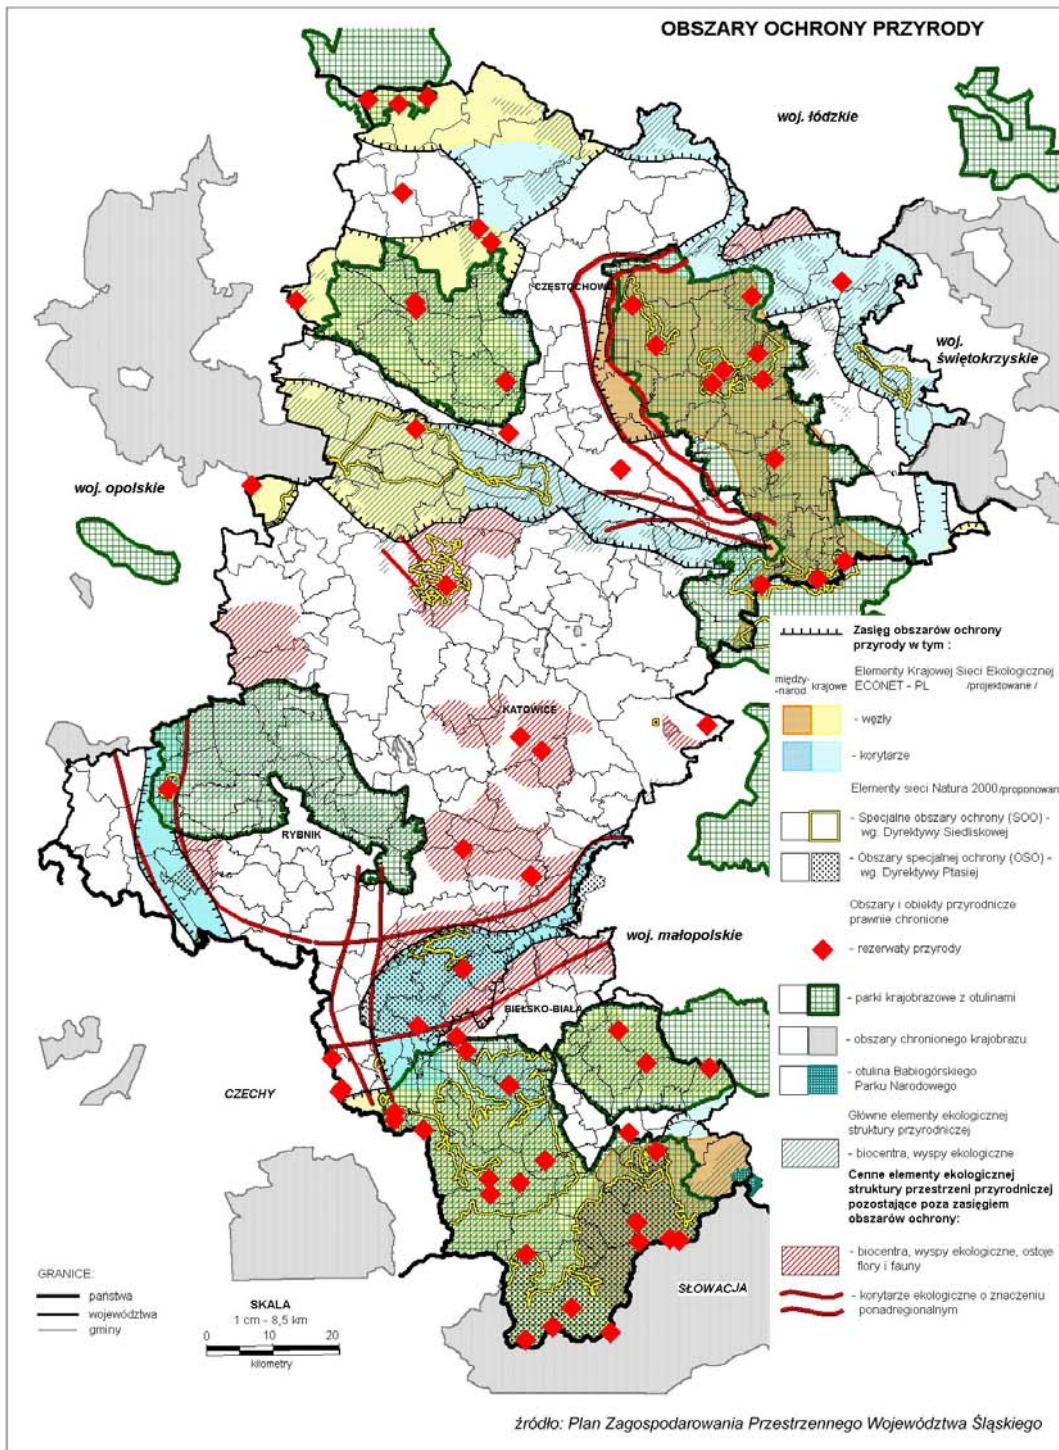 OBSZARY OCHRONY PRZYRODY
woj. łódzkie
CZĘSTOCHOWA
woj.
świętokrzyskie
woj. opolskie
KATOWICE
RYBNIK
woj. małopolskie
BIELSKO-BIAŁA
CZECHY
SŁOWACJA
Zasięg obszarów ochrony
przyrody w tym :
między-
-narod.
krajowe
Elementy Krajowej Sieci Ekologicznej
ECONET - PL /projektowane /
- węzły
- korytarze
Elementy sieci Natura 2000/proponowan
- Specjalne obszary ochrony (SOO) -
wg. Dyrektywy Siedliskowej
- Obszary specjalnej ochrony (OSO) -
wg. Dyrektywy Ptasiej
Obszary i obiekty przyrodnicze
prawnie chronione
- rezerwaty przyrody
- parki krajobrazowe z otulinami
- obszary chronionego krajobrazu
- otulina Babiogórskiego
Parku Narodowego
Główne elementy ekologicznej
struktury przyrodniczej
- biocentra, wyspy ekologiczne
Cenne elementy ekologicznej
struktury przestrzeni przyrodniczej
pozostające poza zasięgiem
obszarów ochrony:
- biocentra, wyspy ekologiczne, ostoje
flory i fauny
- korytarze ekologiczne o znaczeniu
ponadregionalnym
GRANICE:
państwa
województwa
gminy
SKALA
1 cm - 8,5 km
0 10 20
kilometry
źródło: Plan Zagospodarowania Przestrzennego Województwa Śląskiego